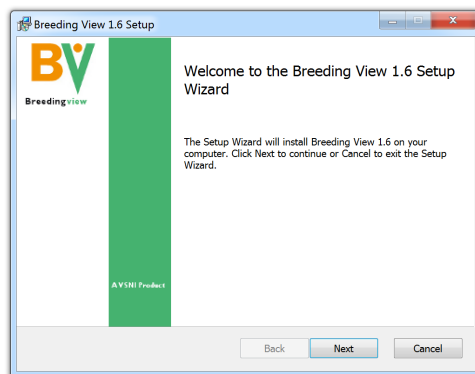 Breeding View 1.6 Setup
BV
Breedingview
Welcome to the Breeding View 1.6 Setup
Wizard
The Setup Wizard will install Breeding View 1.6 on your
computer. Click Next to continue or Cancel to exit the Setup
Wizard.
A VSNI Product
Back
Next
Cancel